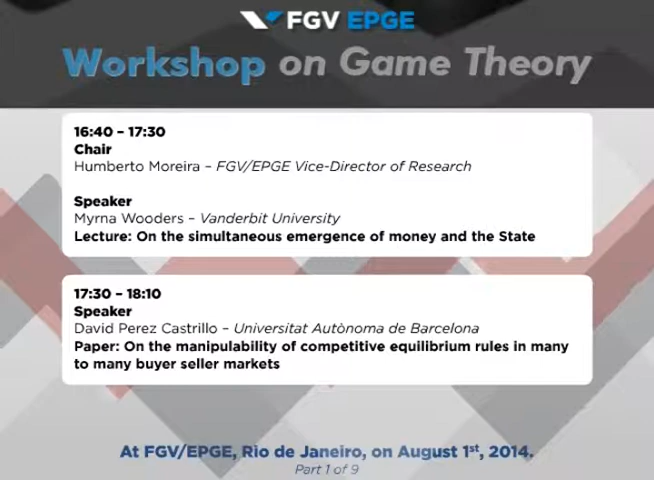 FGV EPGE
Workshop on Game Theory
16:40 – 17:30
Chair
Humberto Moreira – FGV/EPGE Vice-Director of Research
Speaker
Myrna Wooders – Vanderbit University
Lecture: On the simultaneous emergence of money and the State
17:30 – 18:10
Speaker
David Perez Castrillo – Universitat Autònoma de Barcelona
Paper: On the manipulability of competitive equilibrium rules in many
to many buyer seller markets
At FGV/EPGE, Rio de Janeiro, on August 1st, 2014.
Part 1 of 9